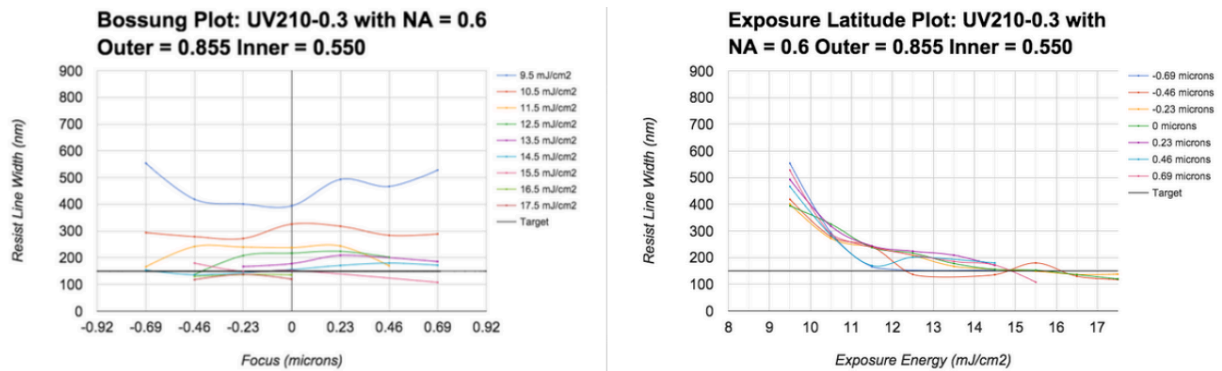 Bossung Plot: UV210-0.3 with NA = 0.6
Outer = 0.855 Inner = 0.550
Resist Line Width (nm)
900
800
700
600
500
400
300
200
100
0
-0.92 -0.69 -0.46 -0.23 0 0.23 0.46 0.69 0.92
Focus (microns)
9.5 mJ/cm2
10.5 mJ/cm2
11.5 mJ/cm2
12.5 mJ/cm2
13.5 mJ/cm2
14.5 mJ/cm2
15.5 mJ/cm2
16.5 mJ/cm2
17.5 mJ/cm2
Target
Exposure Latitude Plot: UV210-0.3 with
NA = 0.6 Outer = 0.855 Inner = 0.550
Resist Line Width (nm)
900
800
700
600
500
400
300
200
100
0
8 9 10 11 12 13 14 15 16 17
Exposure Energy (mJ/cm2)
-0.69 microns
-0.46 microns
-0.23 microns
0 microns
0.23 microns
0.46 microns
0.69 microns
Target